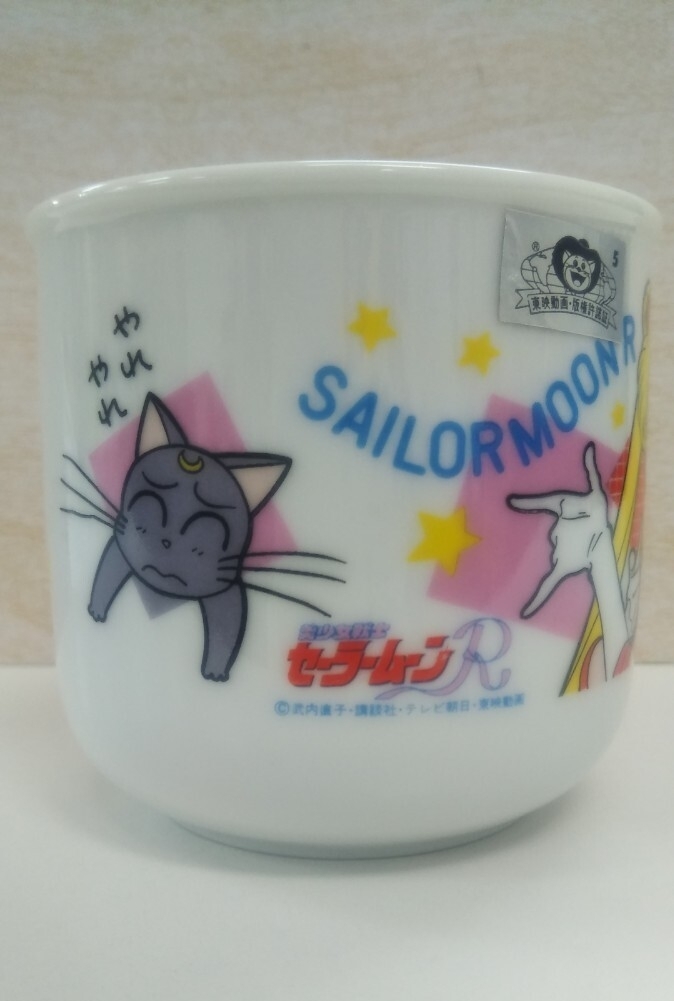 やれ
やれ
SAILORMOON R
® 5
東映動画・版権許諾証
美少女戦士
セーラームーンR
©武内直子・講談社・テレビ朝日・東映動画